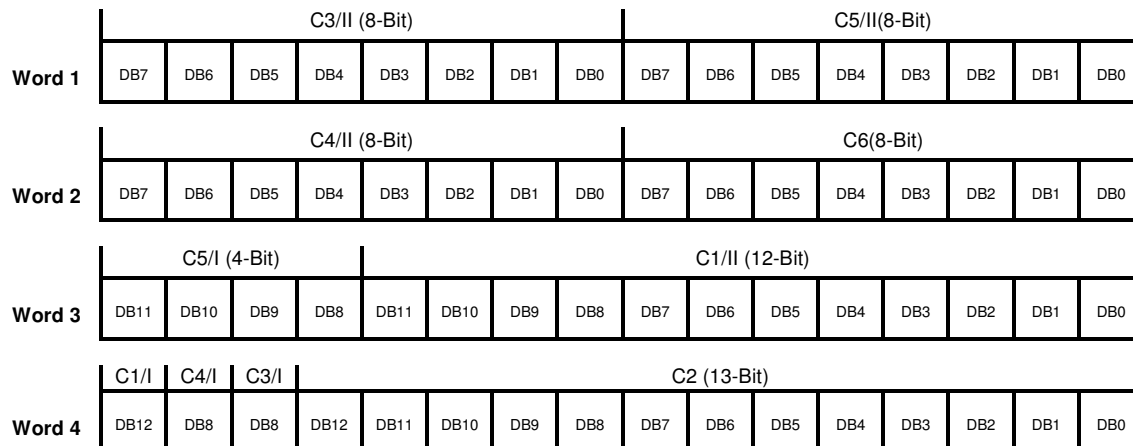 C3/II (8-Bit) C5/II(8-Bit)
Word 1 DB7 DB6 DB5 DB4 DB3 DB2 DB1 DB0 DB7 DB6 DB5 DB4 DB3 DB2 DB1 DB0
C4/II (8-Bit) C6(8-Bit)
Word 2 DB7 DB6 DB5 DB4 DB3 DB2 DB1 DB0 DB7 DB6 DB5 DB4 DB3 DB2 DB1 DB0
C5/I (4-Bit) C1/II (12-Bit)
Word 3 DB11 DB10 DB9 DB8 DB11 DB10 DB9 DB8 DB7 DB6 DB5 DB4 DB3 DB2 DB1 DB0
C1/I C4/I C3/I C2 (13-Bit)
Word 4 DB12 DB8 DB8 DB12 DB11 DB10 DB9 DB8 DB7 DB6 DB5 DB4 DB3 DB2 DB1 DB0